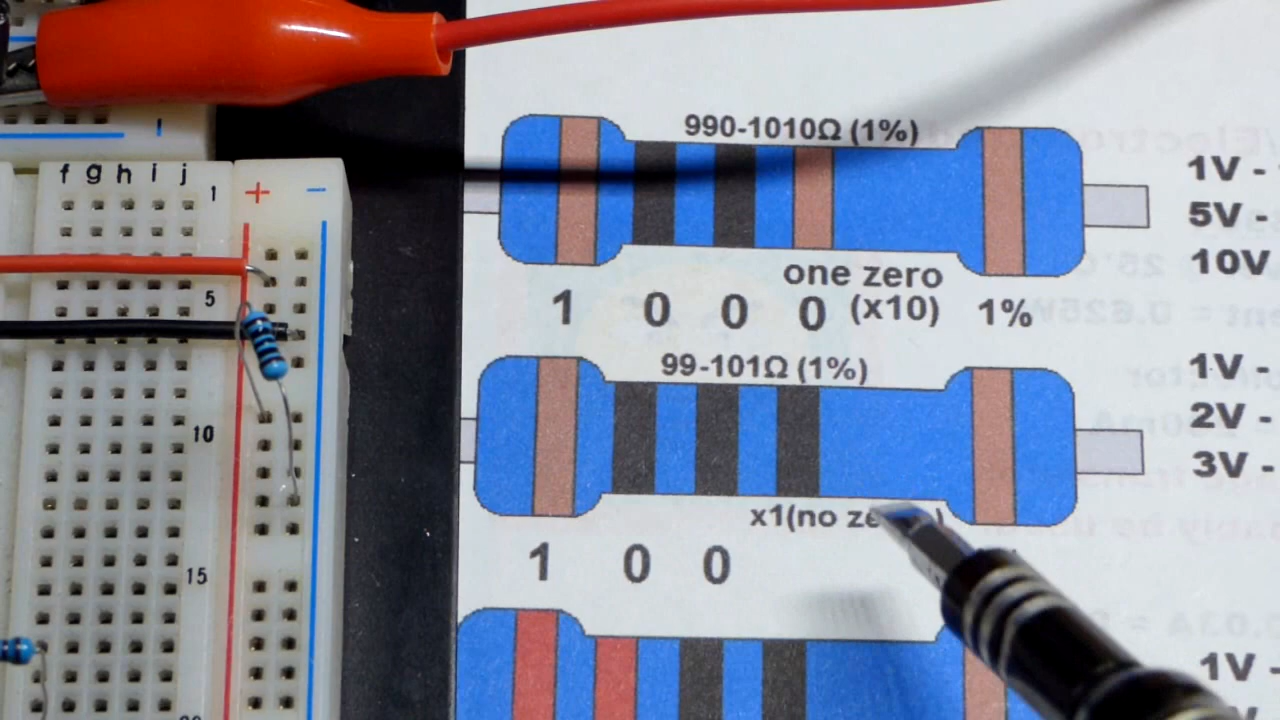 f g h i j
1
+ −
5
10
15
990-1010Ω (1%)
one zero
1 0 0 0 (x10) 1%
1V -
5V -
10V
99-101Ω (1%)
x1(no
1 0 0
1V -
2V -
3V -
1V -